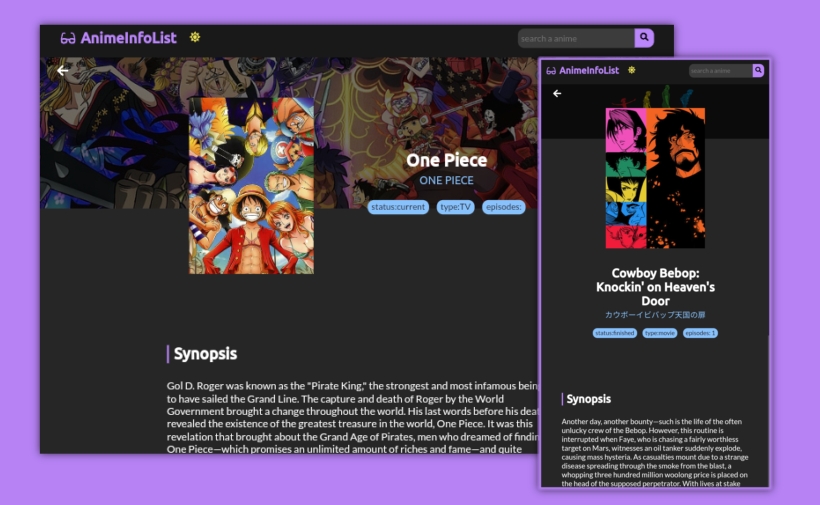 AnimeInfoList
search a anime
One Piece
ONE PIECE
status:current type:TV episodes:
Synopsis
Gol D. Roger was known as the "Pirate King," the strongest and most infamous bein
to have sailed the Grand Line. The capture and death of Roger by the World
Government brought a change throughout the world. His last words before his deat
revealed the existence of the greatest treasure in the world, One Piece. It was this
revelation that brought about the Grand Age of Pirates, men who dreamed of findin
One Piece—which promises an unlimited amount of riches and fame—and quite
AnimeInfoList
search a anime
Cowboy Bebop:
Knockin' on Heaven's
Door
カウボーイビバップ天国の扉
status:finished type:movie episodes: 1
Synopsis
Another day, another bounty—such is the life of the often
unlucky crew of the Bebop. However, this routine is
interrupted when Faye, who is chasing a fairly worthless
target on Mars, witnesses an oil tanker suddenly explode,
causing mass hysteria. As casualties mount due to a strange
disease spreading through the smoke from the blast, a
whopping three hundred million woolong price is placed on
the head of the supposed perpetrator. With lives at stake